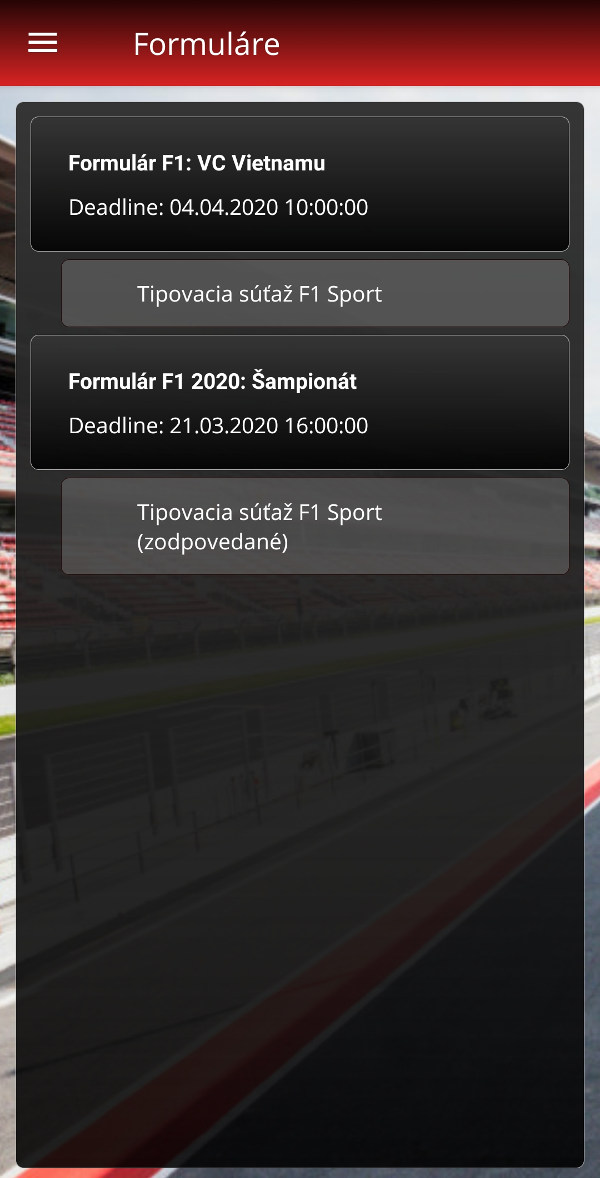 Formuláre
Formulár F1: VC Vietnamu
Deadline: 04.04.2020 10:00:00
Tipovacia súťaž F1 Sport
Formulár F1 2020: Šampionát
Deadline: 21.03.2020 16:00:00
Tipovacia súťaž F1 Sport
(zodpovedané)